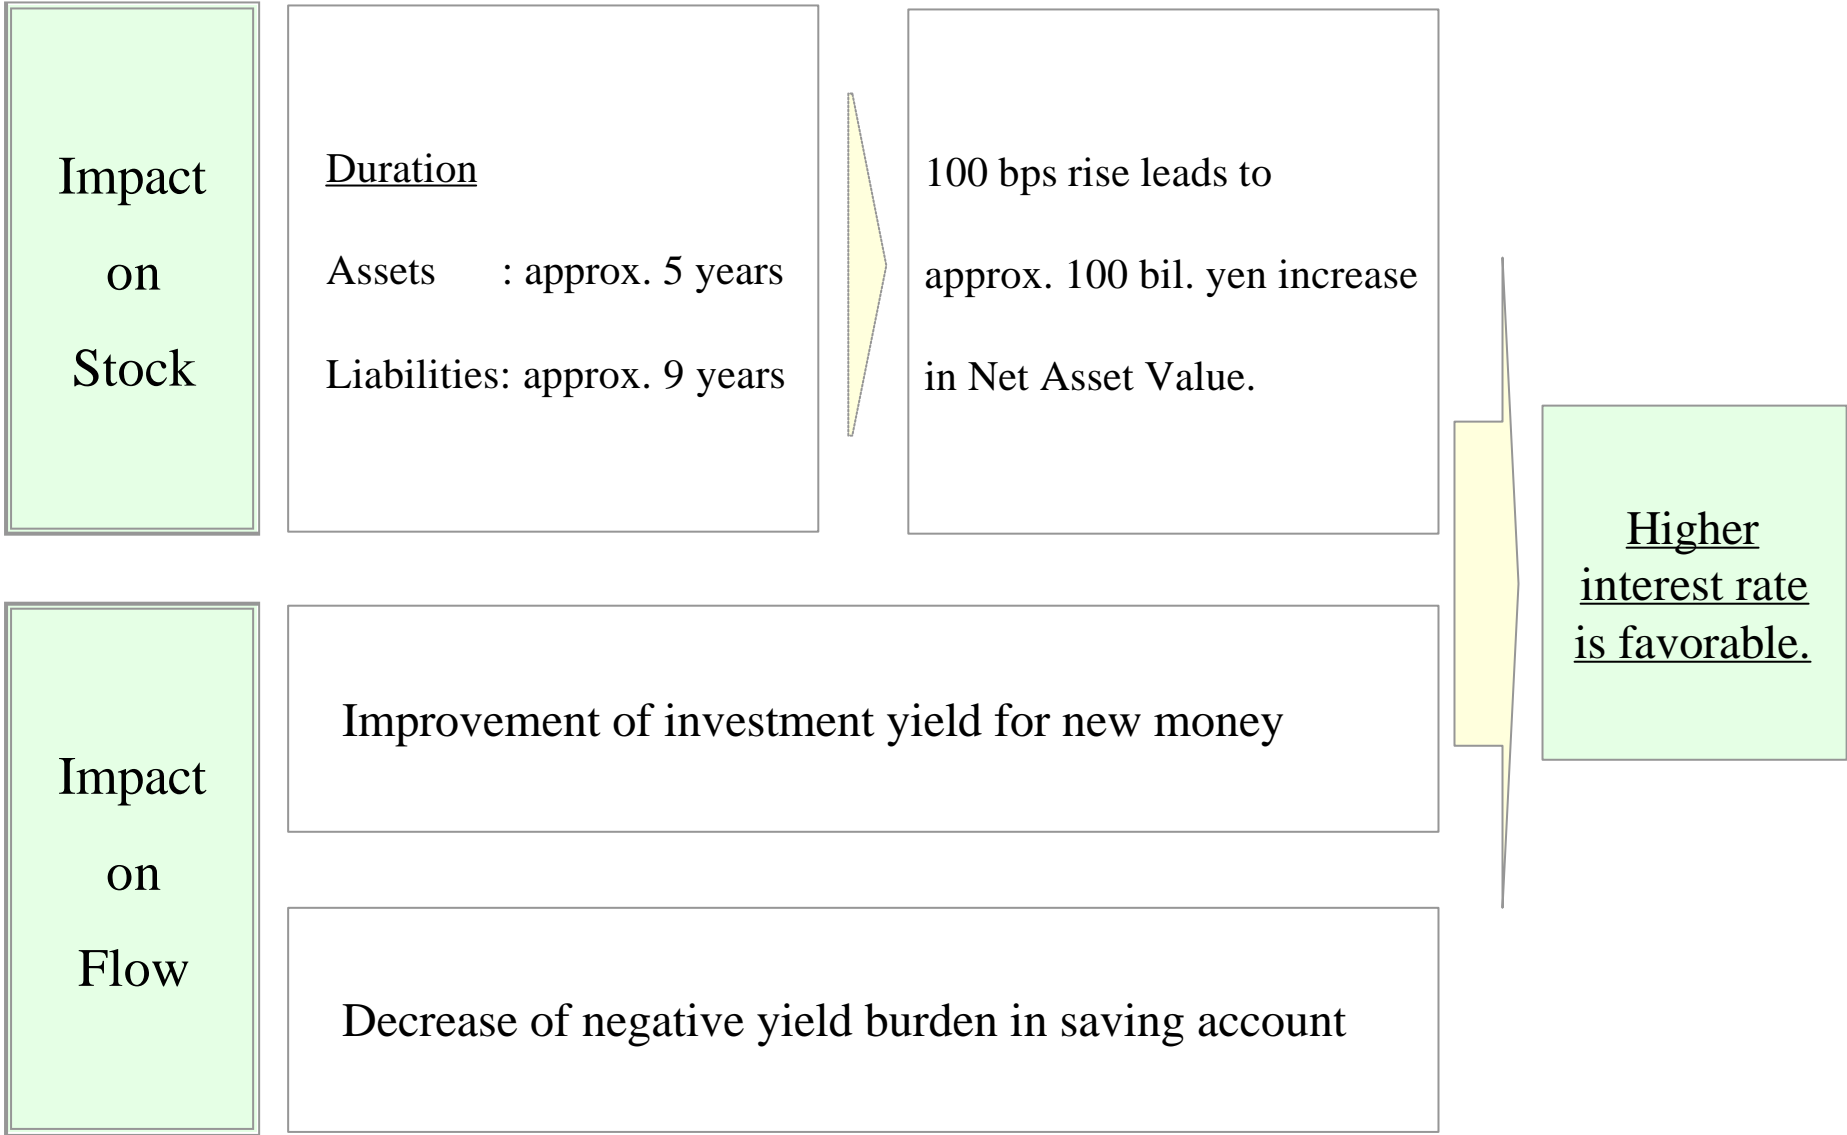 Impact
on
Stock
Duration
Assets : approx. 5 years
Liabilities: approx. 9 years
100 bps rise leads to
approx. 100 bil. yen increase
in Net Asset Value.
Impact
on
Flow
Improvement of investment yield for new money
Decrease of negative yield burden in saving account
Higher
interest rate
is favorable.